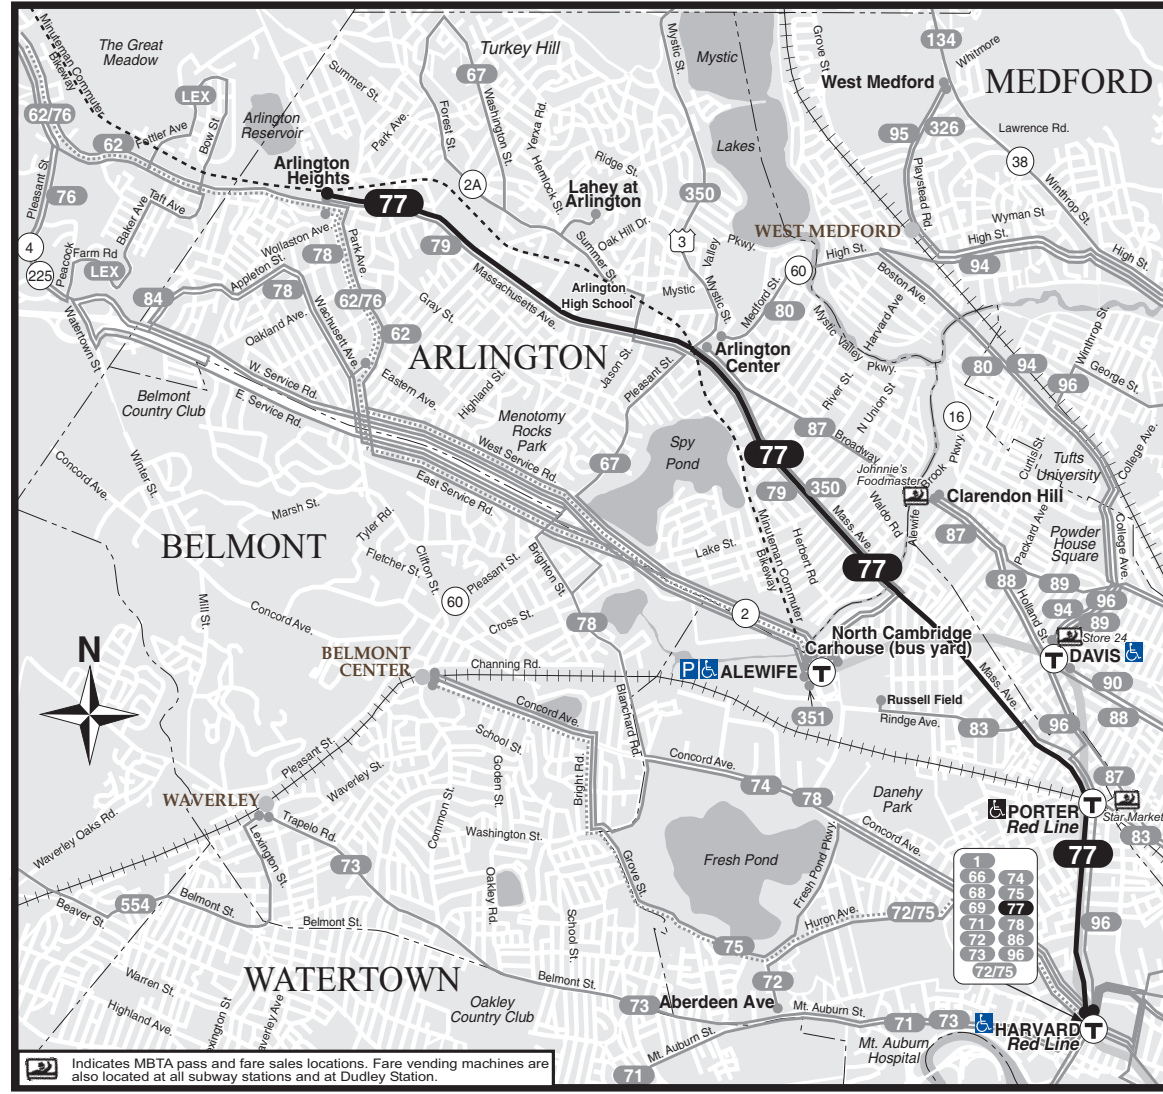 The Great
Meadow
Turkey Hill
Mystic
Lakes
MEDFORD
134
Whitmore
West Medford
Grove St.
Mystic St.
Minuteman Commuter
Bikeway
67
Washington St.
Summer St.
Forest St.
Park Ave.
Yerxa Rd.
Hemlock St.
Ridge St.
62/76
LEX
Fottler Ave
62
Bow St
Arlington
Reservoir
Arlington
Heights
77
2A
Lahey at
Arlington
Oak Hill Dr.
Summer St.
350
3
95
326
Lawrence Rd.
38
Winthrop St.
Playstead Rd.
Wyman St
WEST MEDFORD
High St.
High St.
High St.
94
Pleasant St
76
4
225
Peacock
Farm Rd
LEX
Baker Ave
Taft Ave
Wollaston Ave.
78
Park Ave.
79
Massachusetts Ave.
Arlington
High School
Mystic
Valley
Pkwy.
Mystic St.
Medford St.
60
80
Boston Ave.
Harvard Ave
Mystic Valley Pkwy.
84
Appleton St.
78
Oakland Ave.
Wachusett Ave.
62/76
62
Gray St.
ARLINGTON
Jason St.
Pleasant St.
Arlington
Center
Watertown St.
W. Service Rd.
E. Service Rd.
Belmont
Country Club
Eastern Ave.
Highland St.
Menotomy
Rocks
Park
River St.
N Union St
80
94
96
Winthrop St.
George St.
16
87
Broadway
Spy
Pond
67
77
79
350
Johnnie's
Foodmaster
Waldo Rd
Alewife
Brook
Pkwy.
Clarendon Hill
Curtis St.
Tufts
University
College Ave.
Concord Ave.
Winter St.
Marsh St.
West Service Rd.
East Service Rd.
BELMONT
Tyler Rd.
Fletcher St.
Clifton St.
60
Pleasant St.
Brighton St.
Lake St.
Minuteman Commuter
Bikeway
Herbert Rd
Mass. Ave.
77
87
Packard Ave
Powder
House
Square
College Ave.
88
89
96
94
89
Holland St.
Store 24
DAVIS
90
88
Mill St.
Concord Ave.
Cross St.
78
2
North Cambridge
Carhouse (bus yard)
N
BELMONT
CENTER
Channing Rd.
P
ALEWIFE
T
T
351
Russell Field
Rindge Ave.
83
Mass. Ave.
96
Concord Ave.
School St.
Blanchard Rd.
Bright Rd.
Pleasant St.
Waverley St.
Goden St.
Common St.
Concord Ave.
74
78
Danehy
Park
87
T
PORTER
Red Line
Star Market
83
WAVERLEY
Waverley Oaks Rd.
Trapelo Rd.
Lexington St.
73
Washington St.
Oakley Rd.
Grove St.
Fresh Pond
Fresh Pond Pkwy.
Concord Ave.
77
1
66
74
68
75
69
77
71
78
72
86
73
96
72/75
96
554
Beaver St.
Belmont St.
Belmont St.
School St.
75
Huron Ave.
72/75
Warren St.
Highland Ave.
WATERTOWN
Oakley
Country Club
Belmont St.
73
Aberdeen Ave
72
Mt. Auburn St.
Mt. Auburn St.
71
71
73
Mt. Auburn
Hospital
HARVARD
Red Line
T
Indicates MBTA pass and fare sales locations. Fare vending machines are
also located at all subway stations and at Dudley Station.